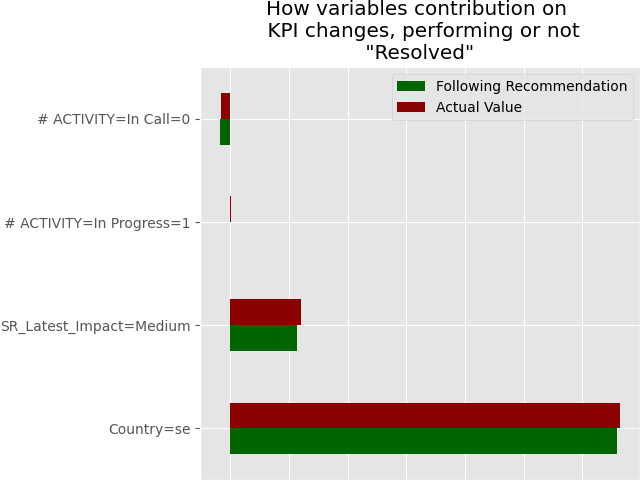 How variables contribution on
KPI changes, performing or not
"Resolved"
Following Recommendation
Actual Value
# ACTIVITY=In Call=0
# ACTIVITY=In Progress=1
SR_Latest_Impact=Medium
Country=se